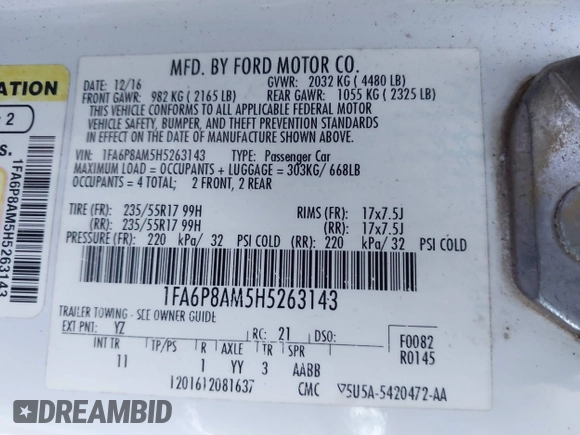 MFD. BY FORD MOTOR CO.
DATE: 12/16 GVWR: 2032 KG ( 4480 LB)
FRONT GAWR: 982 KG ( 2165 LB) REAR GAWR: 1055 KG ( 2325 LB)
THIS VEHICLE CONFORMS TO ALL APPLICABLE FEDERAL MOTOR
VEHICLE SAFETY, BUMPER, AND THEFT PREVENTION STANDARDS
IN EFFECT ON THE DATE OF MANUFACTURE SHOWN ABOVE.
VIN: 1FA6P8AM5H5263143 TYPE: Passenger Car
MAXIMUM LOAD = OCCUPANTS + LUGGAGE = 303KG/ 668LB
OCCUPANTS = 4 TOTAL; 2 FRONT, 2 REAR
TIRE (FR): 235/55R17 99H RIMS (FR): 17x7.5J
(RR): 235/55R17 99H (RR): 17x7.5J
PRESSURE (FR): 220 kPa/ 32 PSI COLD (RR): 220 kPa/ 32 PSI COLD
1FA6P8AM5H5263143
TRAILER TOWING - SEE OWNER GUIDE
EXT PNT: YZ RC: 21 DSO: F0082
INT TR TP/PS R AXLE TR SPR R0145
11 1 YY 3 AABB
1201612081637 CMC 5U5A-5420472-AA
ATION
2
S.
1FA6P8AM5H5263143
DREAMBID